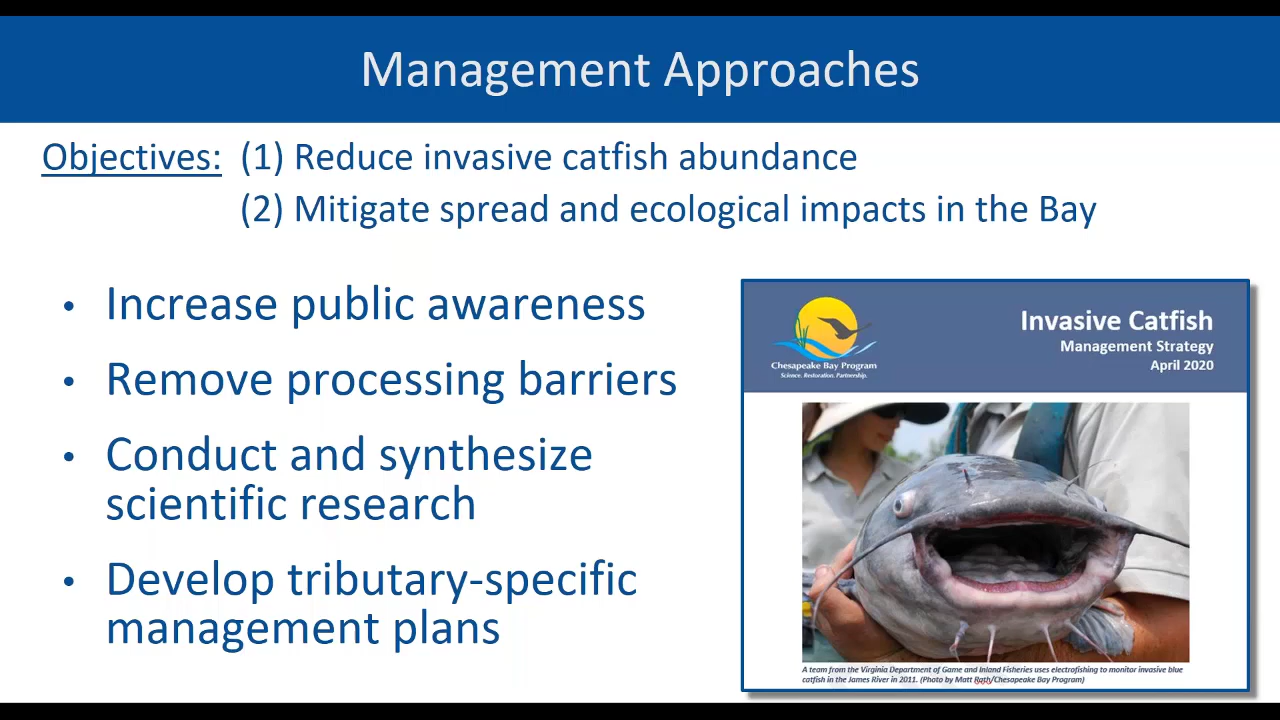 Management Approaches
Objectives: (1) Reduce invasive catfish abundance
(2) Mitigate spread and ecological impacts in the Bay
• Increase public awareness
• Remove processing barriers
• Conduct and synthesize
scientific research
• Develop tributary-specific
management plans
Invasive Catfish
Management Strategy
April 2020
Chesapeake Bay Program
Science. Restoration. Partnership.
A team from the Virginia Department of Game and Inland Fisheries uses electrofishing to monitor invasive blue
catfish in the James River in 2011. (Photo by Matt Rath/Chesapeake Bay Program)